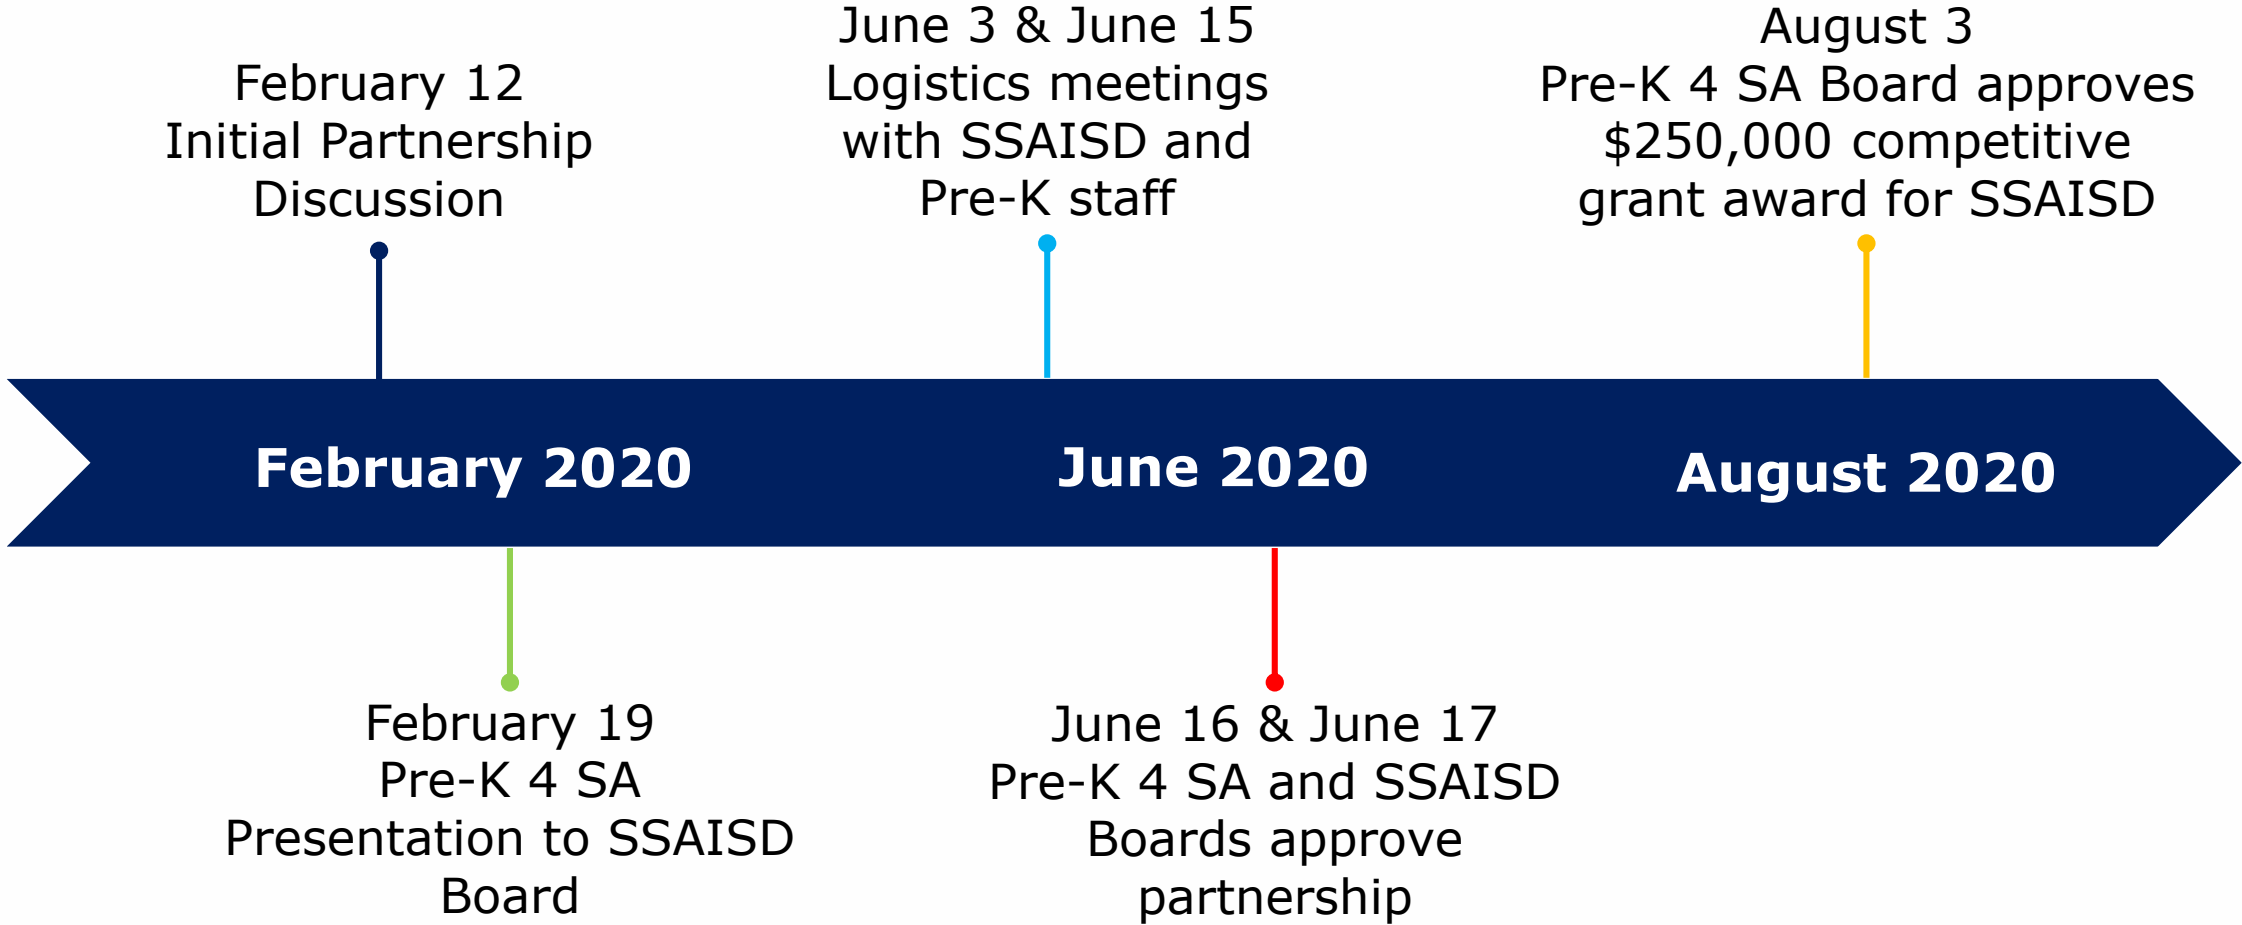 February 12
Initial Partnership
Discussion
June 3 & June 15
Logistics meetings
with SSAISD and
Pre-K staff
August 3
Pre-K 4 SA Board approves
$250,000 competitive
grant award for SSAISD
February 2020
June 2020
August 2020
February 19
Pre-K 4 SA
Presentation to SSAISD
Board
June 16 & June 17
Pre-K 4 SA and SSAISD
Boards approve
partnership